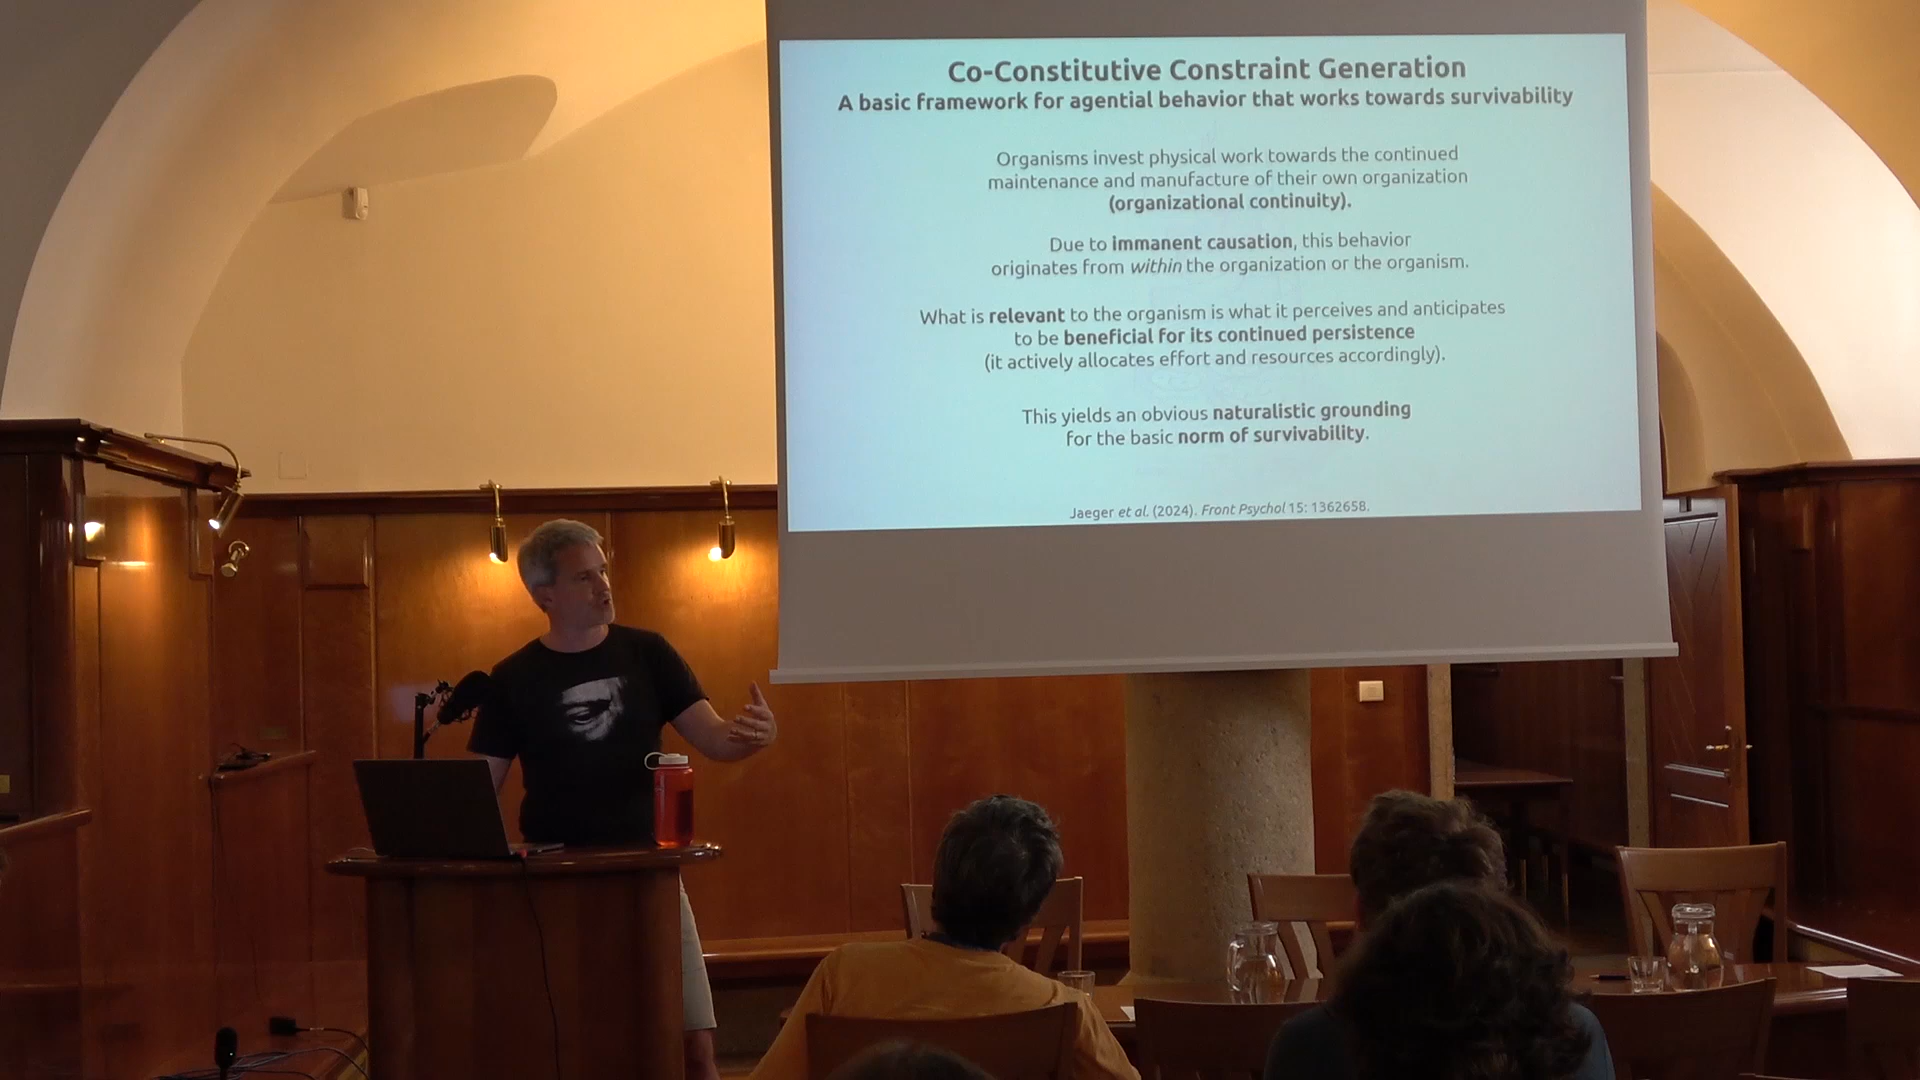 Co-Constitutive Constraint Generation
A basic framework for agential behavior that works towards survivability
Organisms invest physical work towards the continued
maintenance and manufacture of their own organization
(organizational continuity).
Due to immanent causation, this behavior
originates from within the organization or the organism.
What is relevant to the organism is what it perceives and anticipates
to be beneficial for its continued persistence
(it actively allocates effort and resources accordingly).
This yields an obvious naturalistic grounding
for the basic norm of survivability.
Jaeger et al. (2024). Front Psychol 15: 1362658.